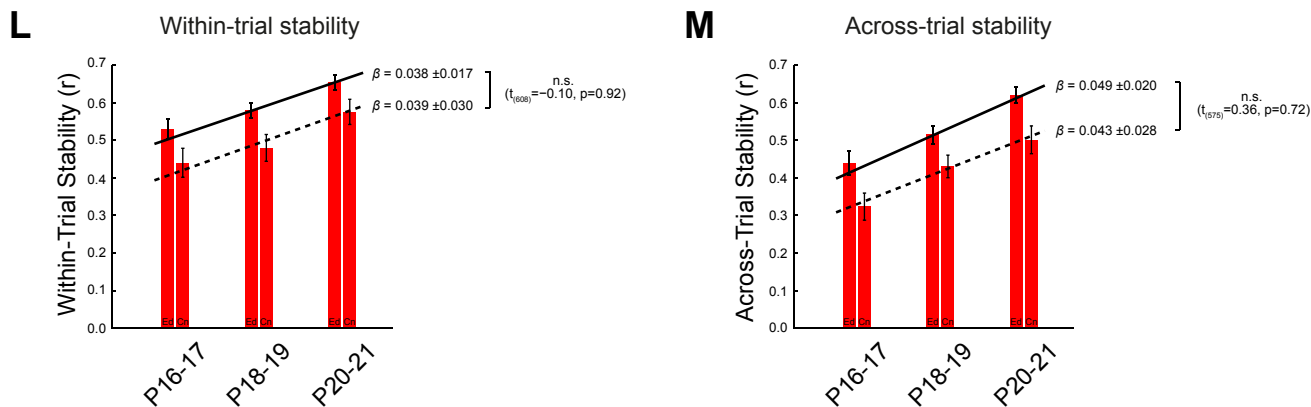 L
Within-trial stability
Within-Trial Stability (r)
0.7
0.6
0.5
0.4
0.3
0.2
0.1
0.0
β = 0.038 ±0.017
β = 0.039 ±0.030
n.s.
(t(608)=−0.10, p=0.92)
Ed Cn Ed Cn Ed Cn
P16-17 P18-19 P20-21
M
Across-trial stability
Across-Trial Stability (r)
0.7
0.6
0.5
0.4
0.3
0.2
0.1
0.0
β = 0.049 ±0.020
β = 0.043 ±0.028
n.s.
(t(575)=0.36, p=0.72)
Ed Cn Ed Cn Ed Cn
P16-17 P18-19 P20-21